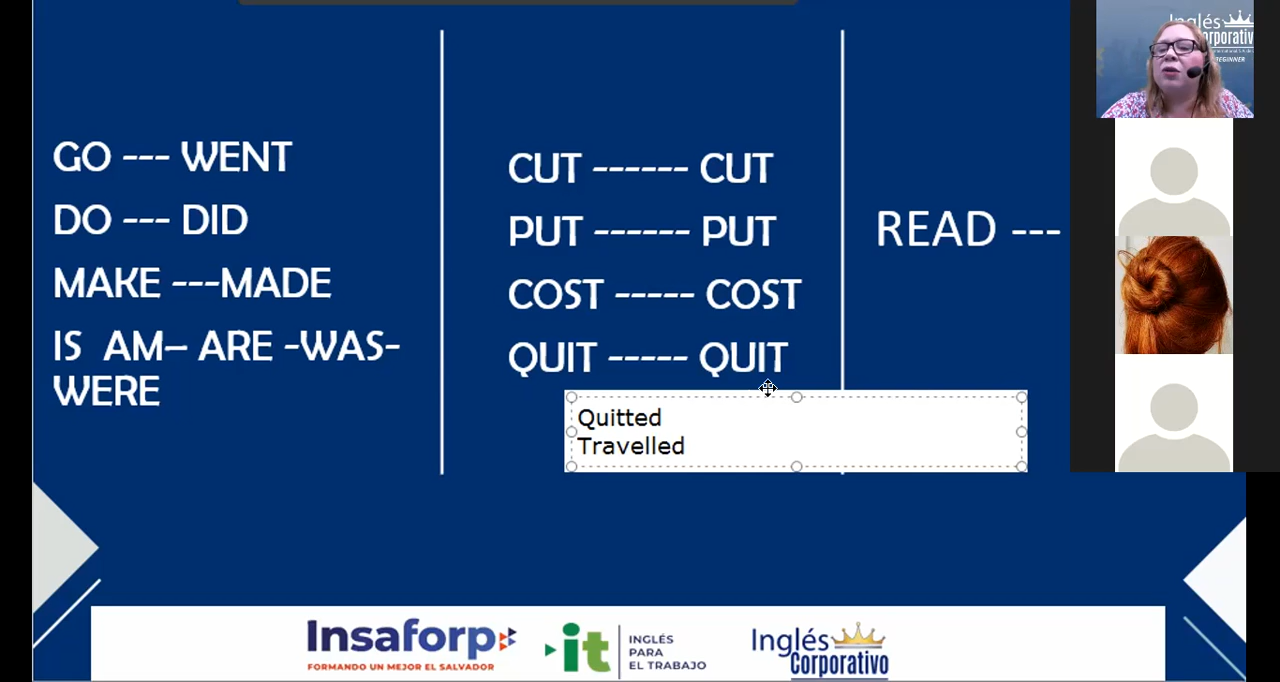 GO --- WENT
DO --- DID
MAKE ---MADE
IS  AM– ARE -WAS-
WERE
CUT ------ CUT
PUT ------ PUT
COST ----- COST
QUIT ----- QUIT
Quitted
Travelled
READ ---
Inglés
Corporativo
BEGINNER
Insaforp
FORMANDO UN MEJOR EL SALVADOR
it
INGLÉS
PARA
EL TRABAJO
Inglés
Corporativo